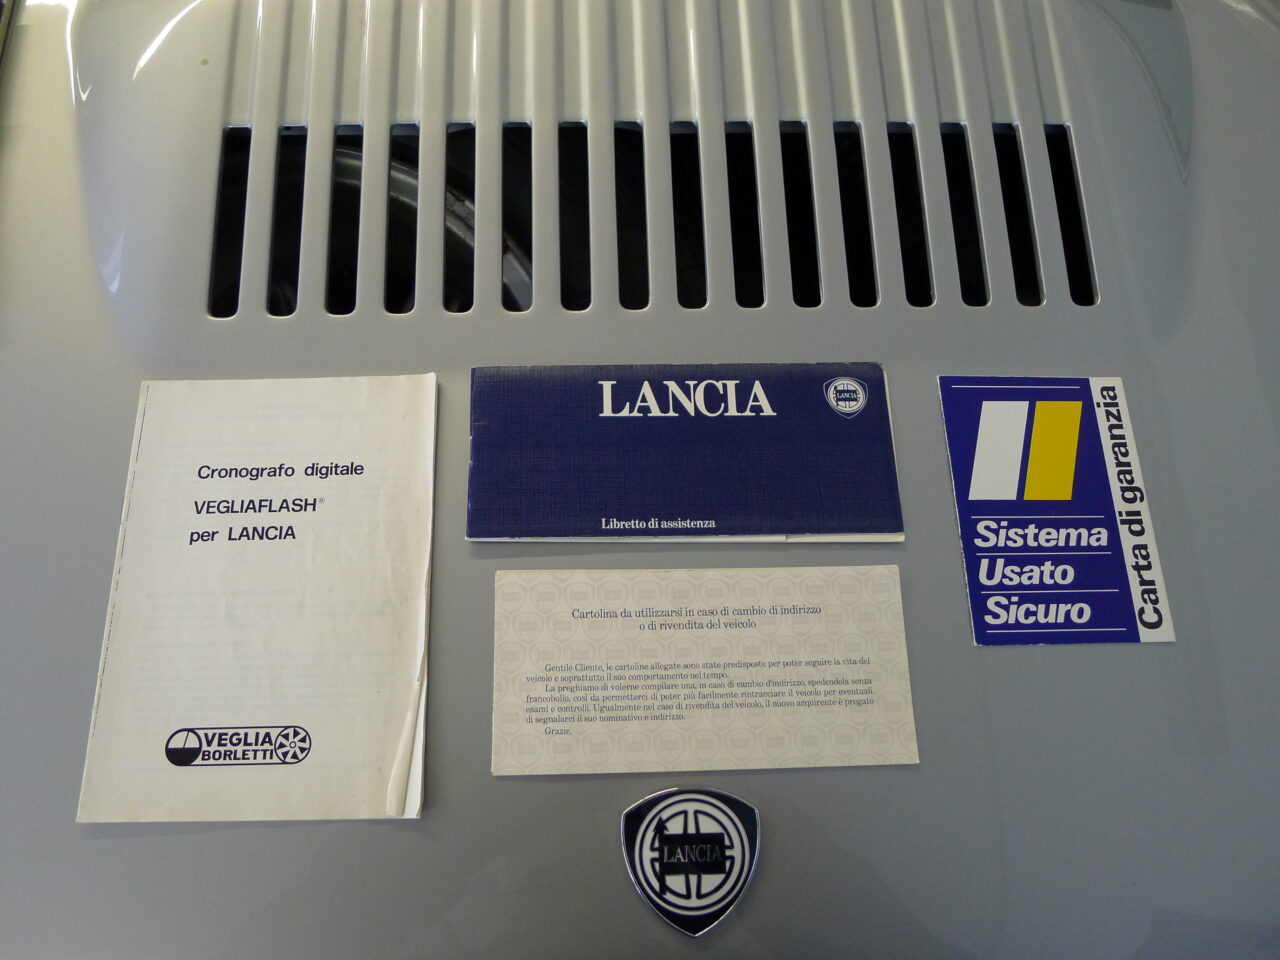 Cronografo digitale
VEGLIAFLASH®
per LANCIA
VEGLIA
BORLETTI
LANCIA
LANCIA
Libretto di assistenza
Cartolina da utilizzarsi in caso di cambio di indirizzo
o di rivendita del veicolo
Gentile Cliente, le cartoline allegate sono state predisposte per poter seguire la vita del
veicolo e soprattutto il suo comportamento nel tempo.
La preghiamo di volerne compilare una, in caso di cambio d'indirizzo, spedendola senza
francobollo, così da permetterci di poter più facilmente rintracciare il veicolo per eventuali
esami e controlli. Ugualmente nel caso di rivendita del veicolo, il nuovo acquirente è pregato
di segnalarci il suo nominativo e indirizzo.
Grazie.
Sistema
Usato
Sicuro
Carta di garanzia
LANCIA